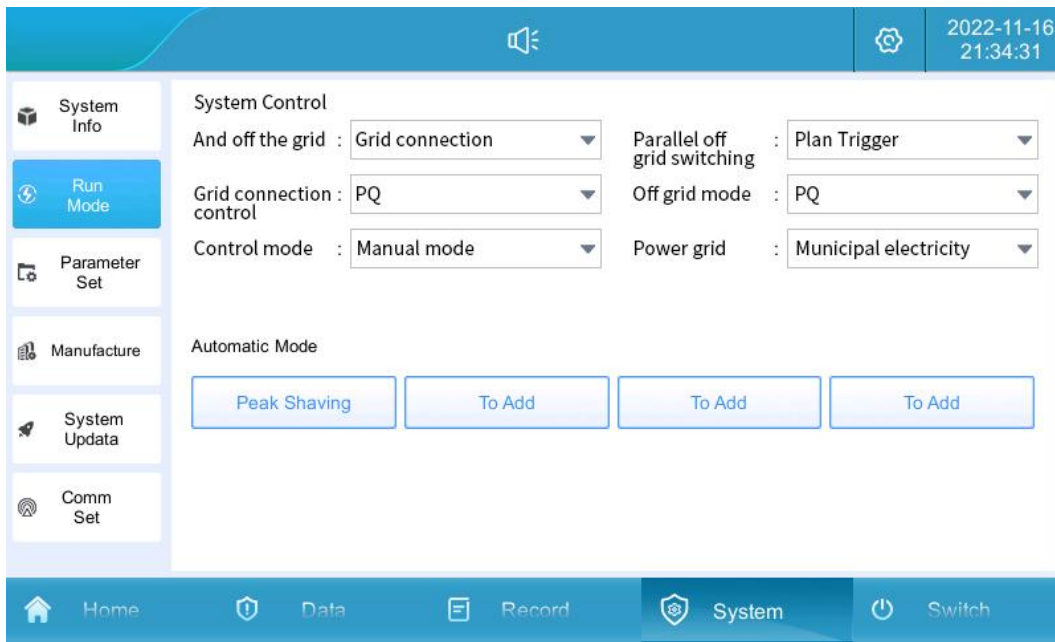 2022-11-16
21:34:31
System
Info
Run
Mode
Parameter
Set
Manufacture
System
Updata
Comm
Set
System Control
And off the grid : Grid connection
Parallel off
grid switching : Plan Trigger
Grid connection
control : PQ
Off grid mode : PQ
Control mode : Manual mode
Power grid : Municipal electricity
Automatic Mode
Peak Shaving
To Add
To Add
To Add
Home
Data
Record
System
Switch